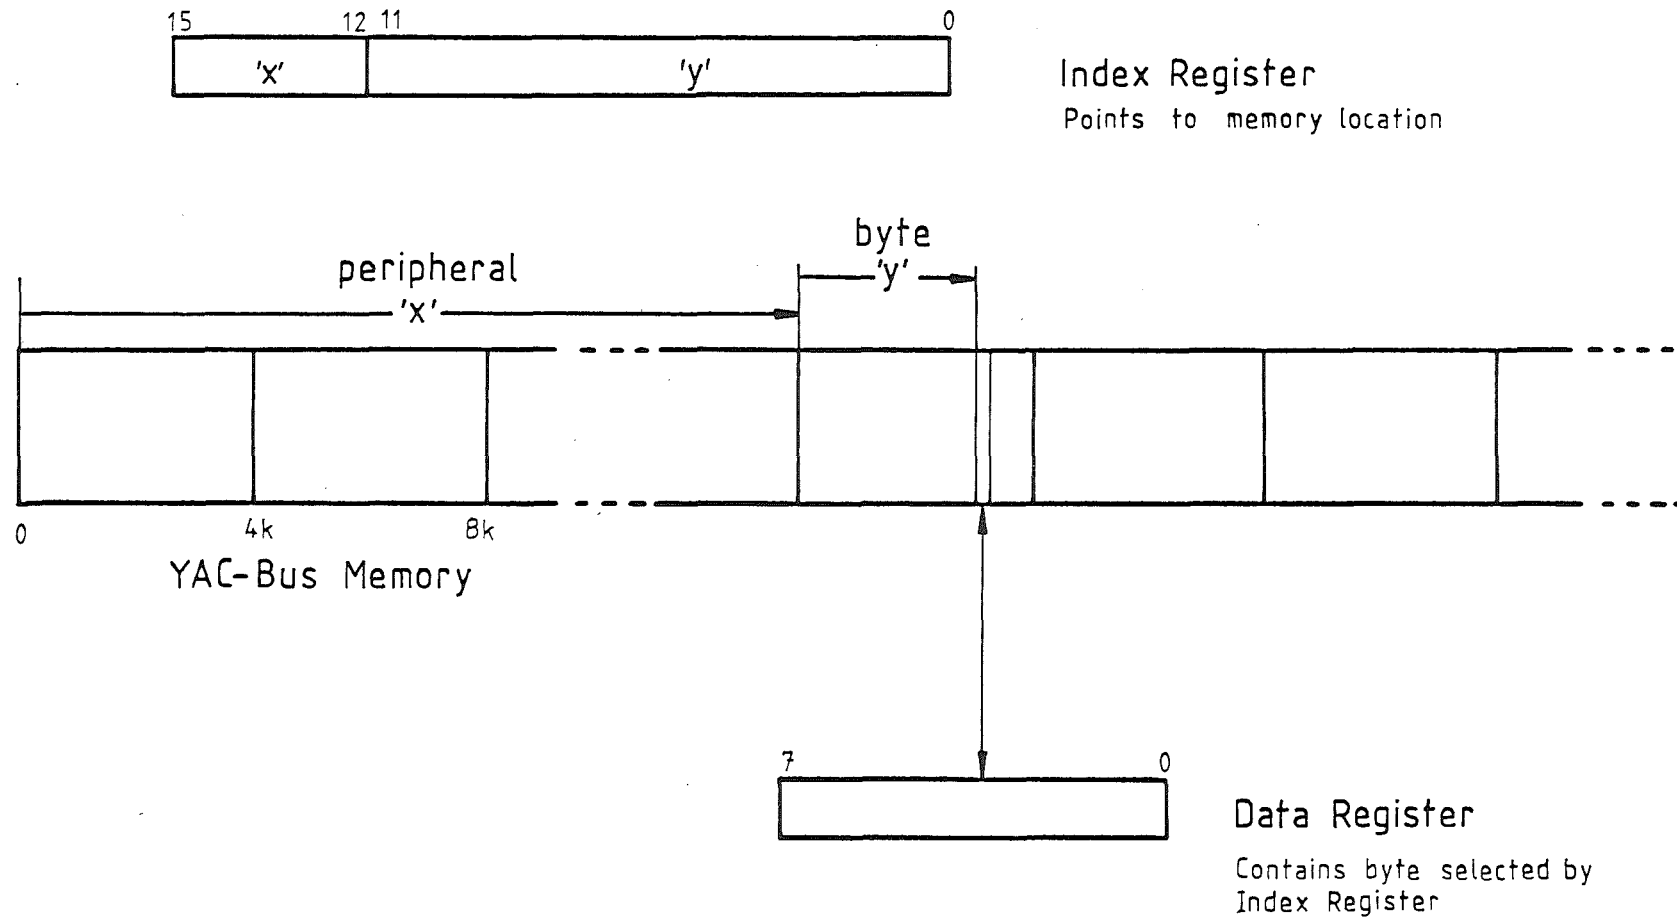 15 12 11 0
'x' 'y'
Index Register
Points to memory location
byte
'y'
peripheral
'x'
0 4k 8k
YAC-Bus Memory
7 0
Data Register
Contains byte selected by
Index Register